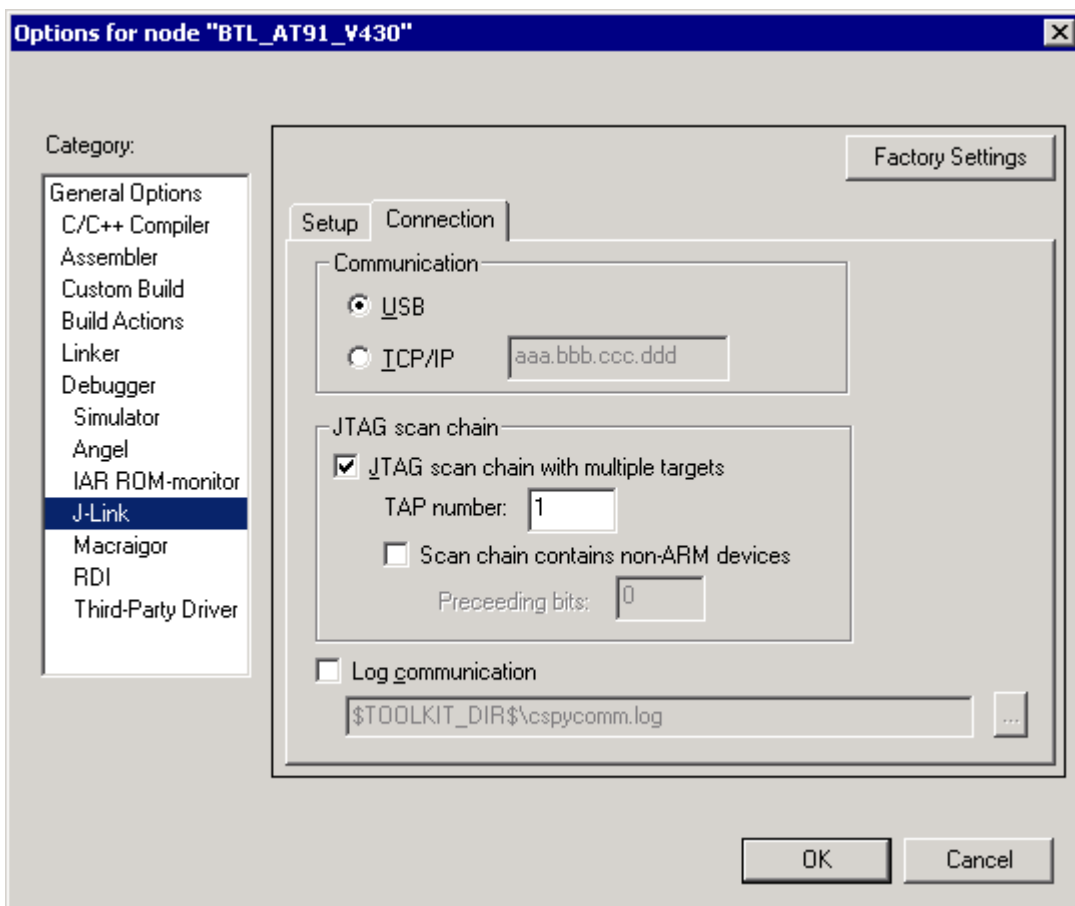 Options for node "BTL_AT91_V430"
Category:
General Options
C/C++ Compiler
Assembler
Custom Build
Build Actions
Linker
Debugger
Simulator
Angel
IAR ROM-monitor
J-Link
Macraigor
RDI
Third-Party Driver
Factory Settings
Setup Connection
Communication
USB
TCP/IP aaa.bbb.ccc.ddd
JTAG scan chain
JTAG scan chain with multiple targets
TAP number: 1
Scan chain contains non-ARM devices
Preceeding bits: 0
Log communication
$TOOLKIT_DIR$\cspycomm.log ...
OK Cancel